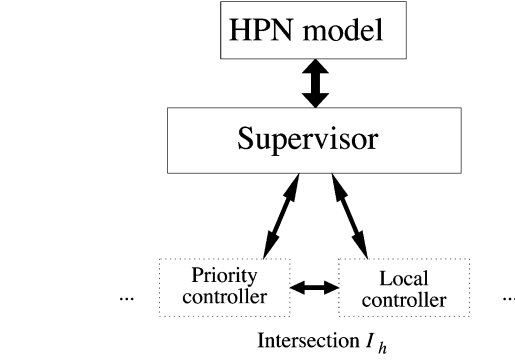 HPN model
Supervisor
Priority
controller
Local
controller
...
...
Intersection I h